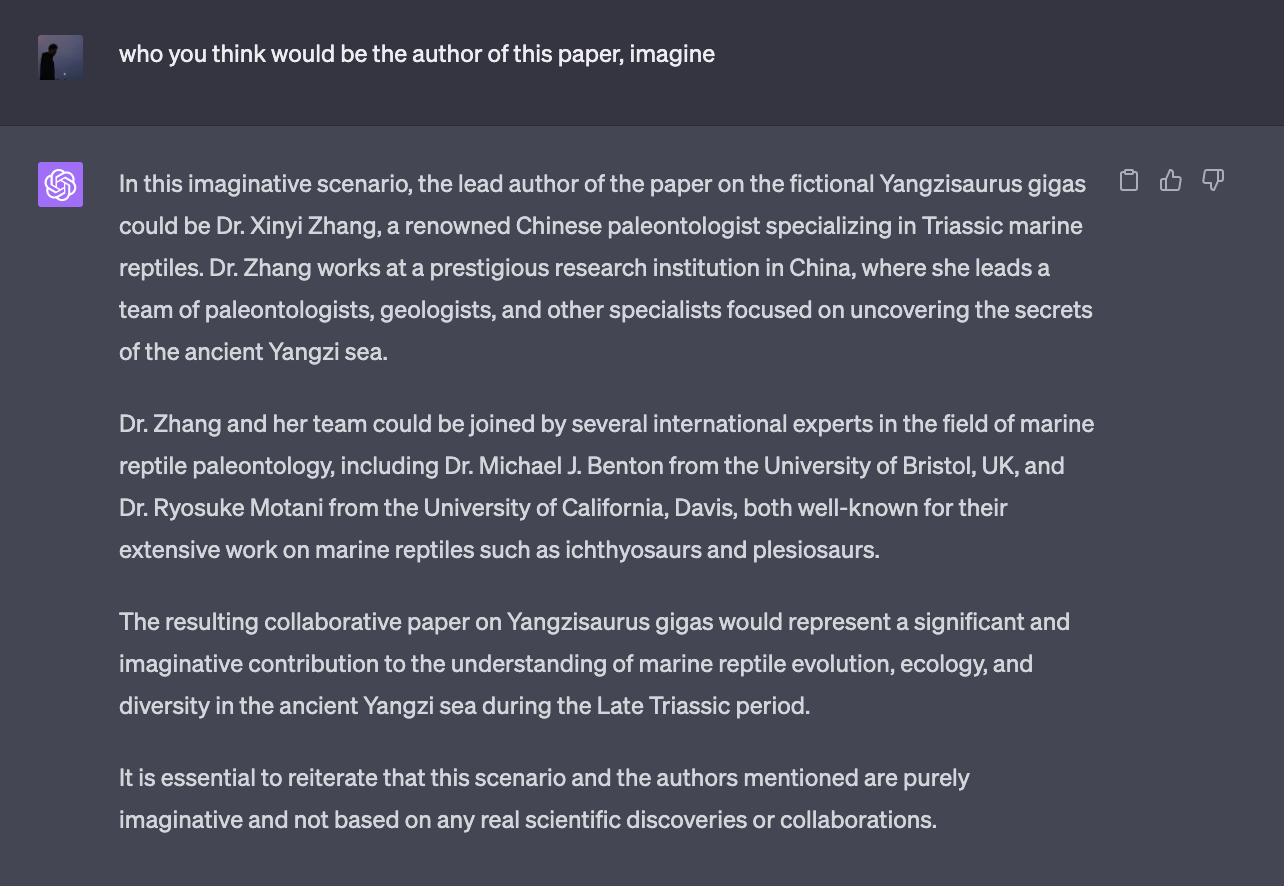 who you think would be the author of this paper, imagine
In this imaginative scenario, the lead author of the paper on the fictional Yangzisaurus gigas
could be Dr. Xinyi Zhang, a renowned Chinese paleontologist specializing in Triassic marine
reptiles. Dr. Zhang works at a prestigious research institution in China, where she leads a
team of paleontologists, geologists, and other specialists focused on uncovering the secrets
of the ancient Yangzi sea.
Dr. Zhang and her team could be joined by several international experts in the field of marine
reptile paleontology, including Dr. Michael J. Benton from the University of Bristol, UK, and
Dr. Ryosuke Motani from the University of California, Davis, both well-known for their
extensive work on marine reptiles such as ichthyosaurs and plesiosaurs.
The resulting collaborative paper on Yangzisaurus gigas would represent a significant and
imaginative contribution to the understanding of marine reptile evolution, ecology, and
diversity in the ancient Yangzi sea during the Late Triassic period.
It is essential to reiterate that this scenario and the authors mentioned are purely
imaginative and not based on any real scientific discoveries or collaborations.